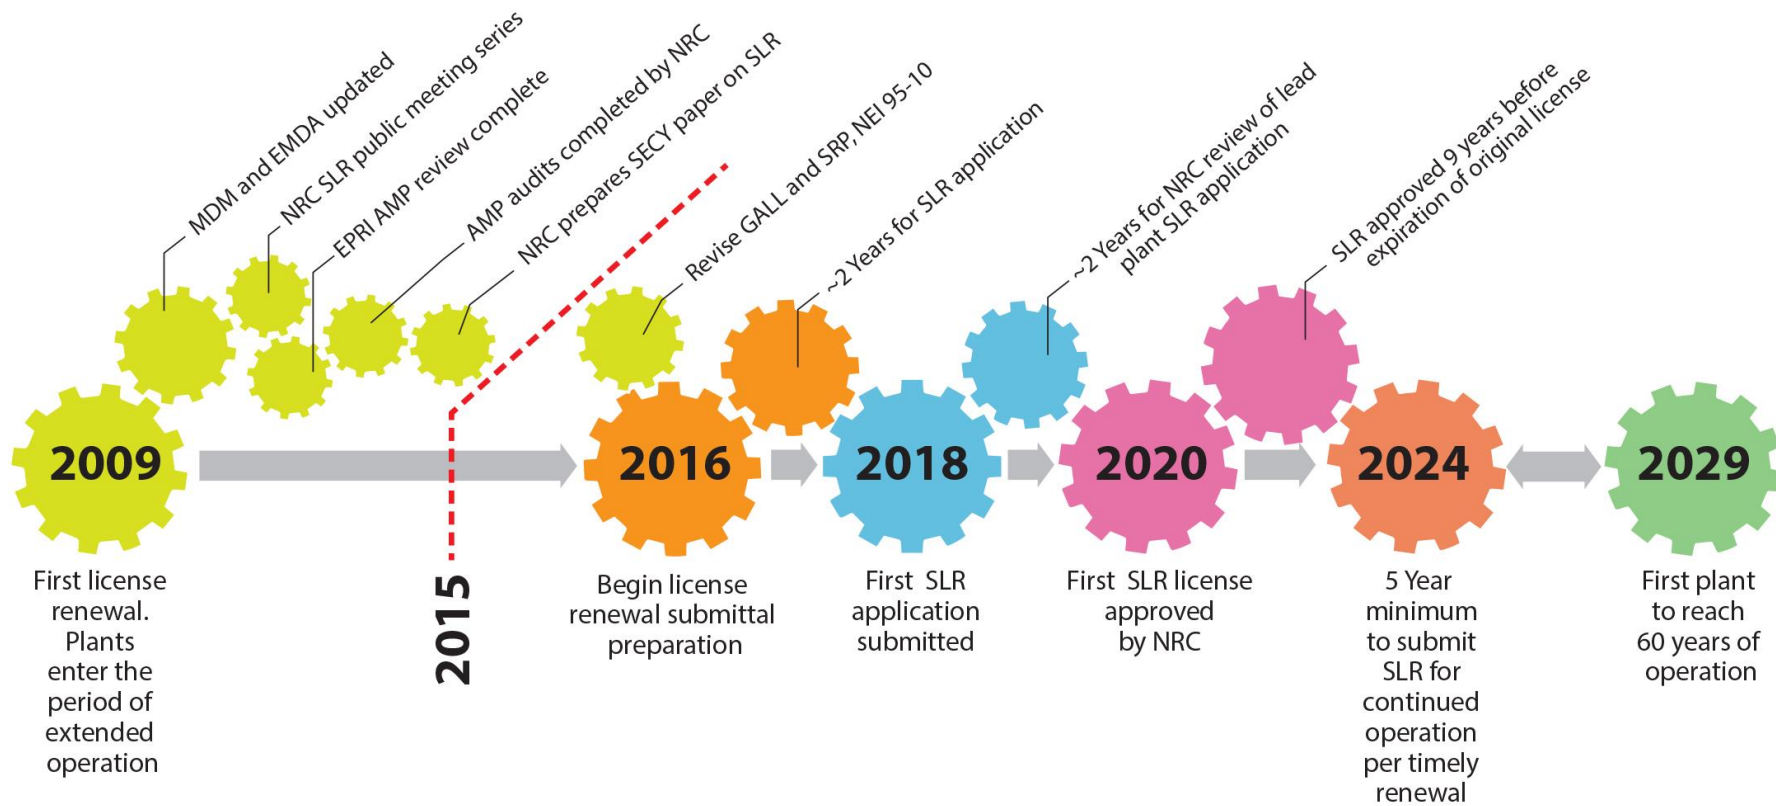 MDM and EMDA updated
NRC SLR public meeting series
EPRI AMP review complete
AMP audits completed by NRC
NRC prepares SECY paper on SLR
Revise GALL and SRP, NEI 95-10
~2 Years for SLR application
~2 Years for NRC review of lead
plant SLR application
SLR approved 9 years before
expiration of original license
2009
2016
2018
2020
2024
2029
First license
renewal.
Plants
enter the
period of
extended
operation
2015
Begin license
renewal submittal
preparation
First SLR
application
submitted
First SLR license
approved
by NRC
5 Year
minimum
to submit
SLR for
continued
operation
per timely
renewal
First plant
to reach
60 years of
operation